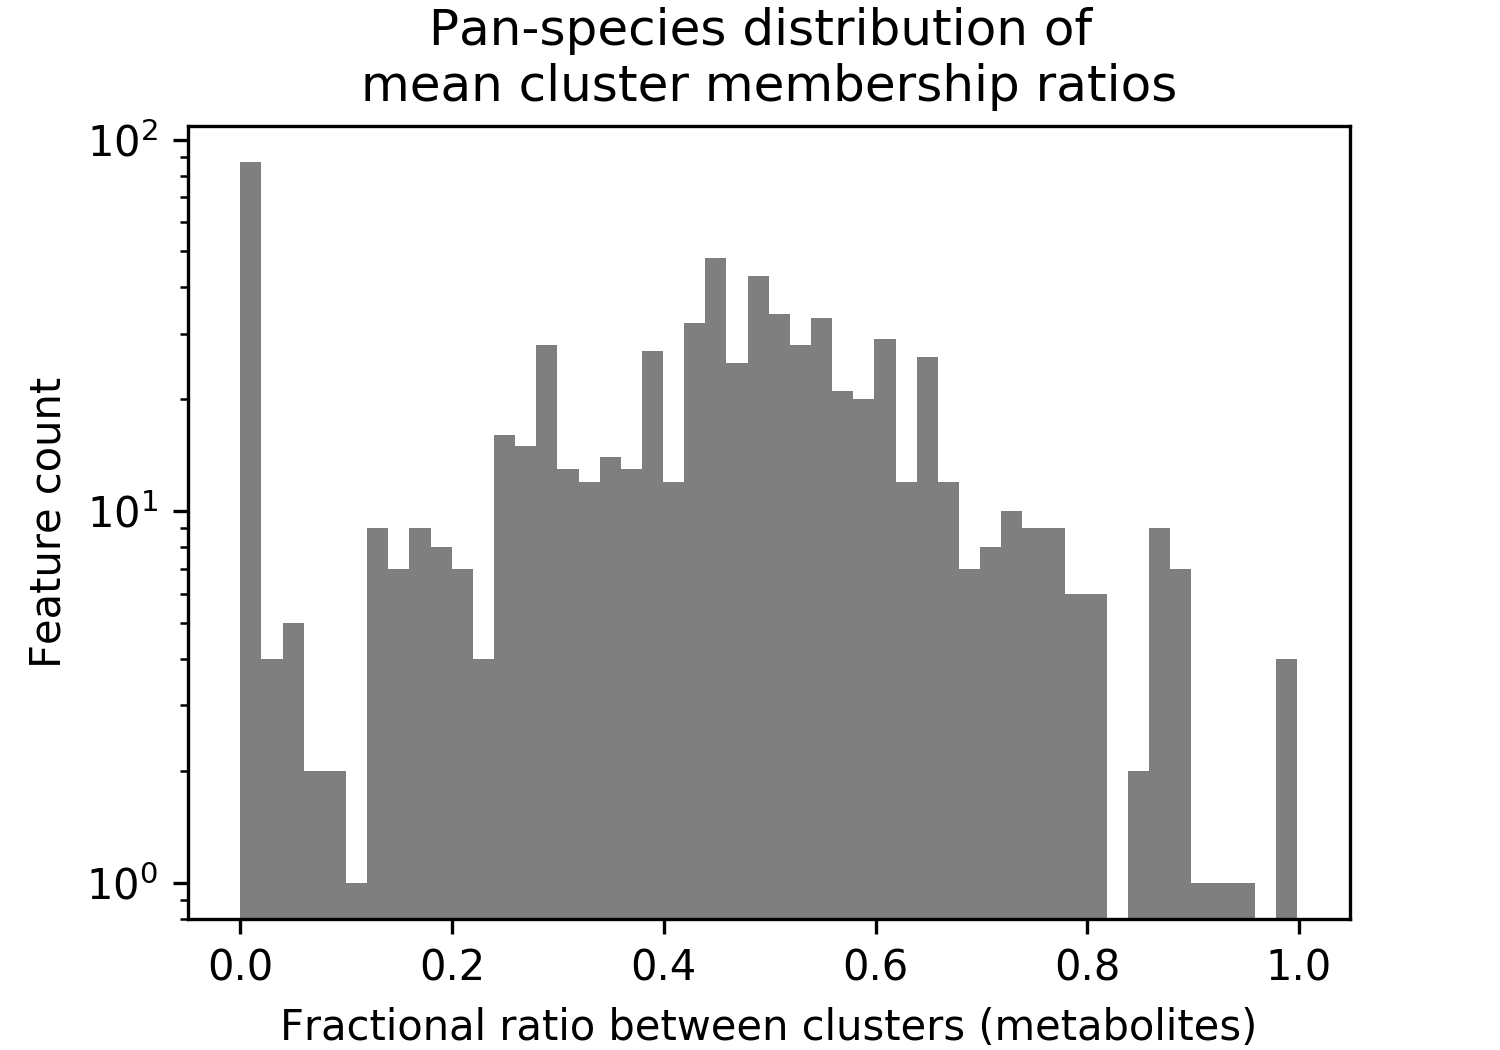 Pan-species distribution of
mean cluster membership ratios
10²
10¹
10⁰
Feature count
0.0 0.2 0.4 0.6 0.8 1.0
Fractional ratio between clusters (metabolites)